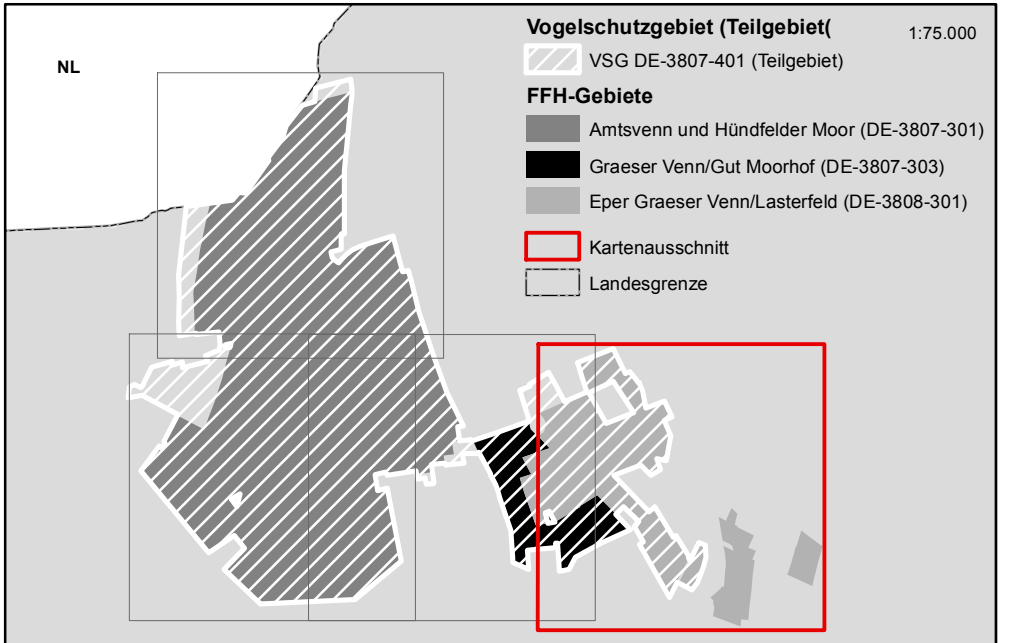 Vogelschutzgebiet (Teilgebiet(
1:75.000
NL
VSG DE-3807-401 (Teilgebiet)
FFH-Gebiete
Amtsvenn und Hündfelder Moor (DE-3807-301)
Graeser Venn/Gut Moorhof (DE-3807-303)
Eper Graeser Venn/Lasterfeld (DE-3808-301)
Kartenausschnitt
Landesgrenze